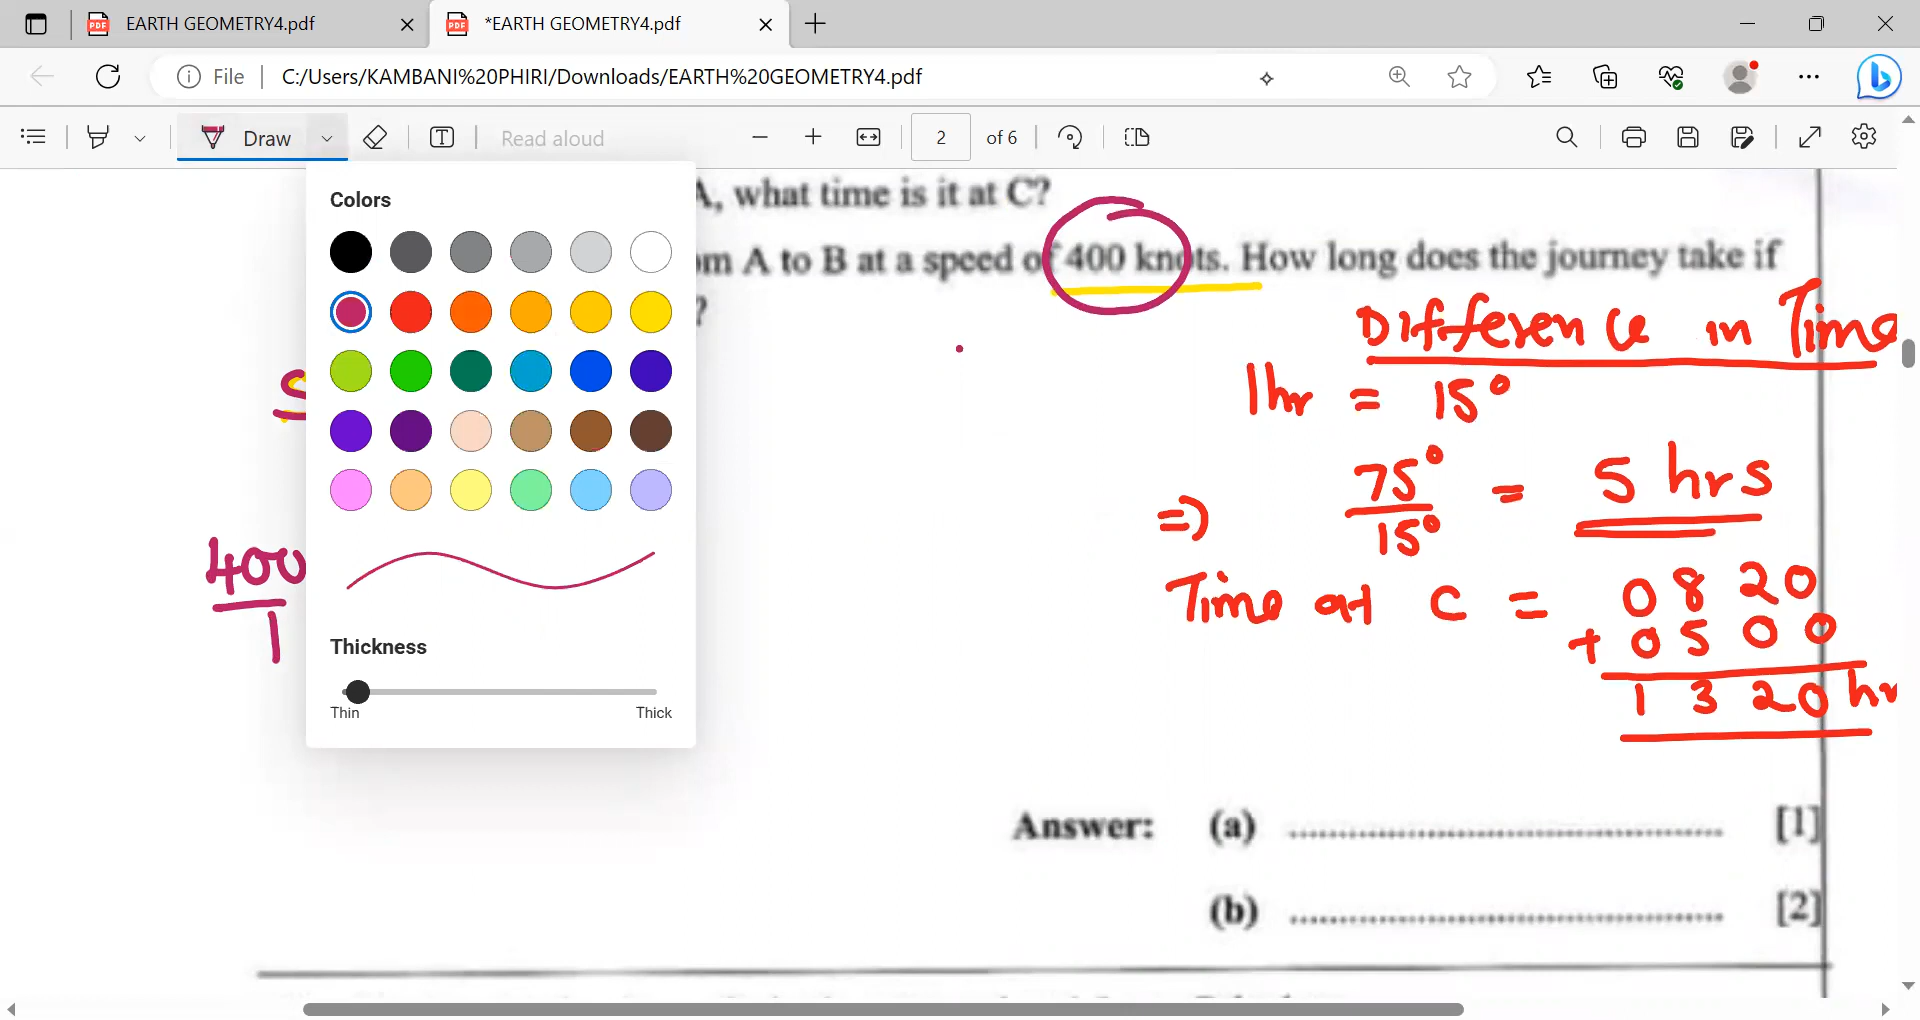 EARTH GEOMETRY4.pdf
*EARTH GEOMETRY4.pdf
File
C:/Users/KAMBANI%20PHIRI/Downloads/EARTH%20GEOMETRY4.pdf
Draw
Read aloud
2 of 6
Colors
Thickness
Thin
Thick
A, what time is it at C?
om A to B at a speed of 400 knots. How long does the journey take if
?
Difference in Time
1hr = 15°
=> 75°/15° = 5 hrs
Time at C = 0820
+ 0500
1320 hr
S
400
1
Answer: (a) [1]
(b) [2]